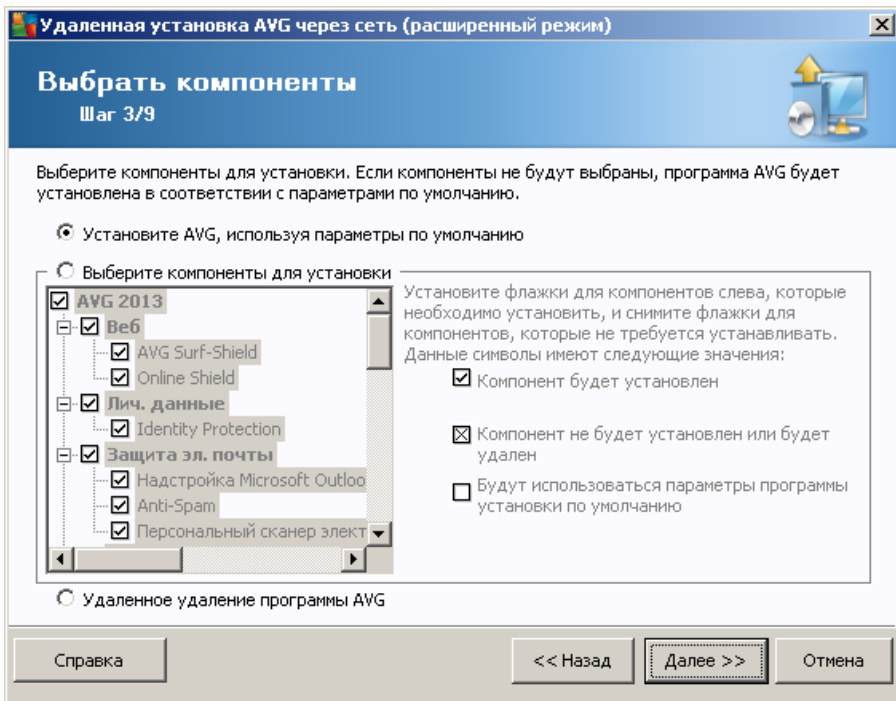 Удаленная установка AVG через сеть (расширенный режим)
Выбрать компоненты
Шаг 3/9
Выберите компоненты для установки. Если компоненты не будут выбраны, программа AVG будет
установлена в соответствии с параметрами по умолчанию.
Установите AVG, используя параметры по умолчанию
Выберите компоненты для установки
AVG 2013
Веб
AVG Surf-Shield
Online Shield
Лич. данные
Identity Protection
Защита эл. почты
Надстройка Microsoft Outloo
Anti-Spam
Персональный сканер элект
Установите флажки для компонентов слева, которые
необходимо установить, и снимите флажки для
компонентов, которые не требуется устанавливать.
Данные символы имеют следующие значения:
Компонент будет установлен
Компонент не будет установлен или будет
удален
Будут использоваться параметры программы
установки по умолчанию
Удаленное удаление программы AVG
Справка
<< Назад
Далее >>
Отмена